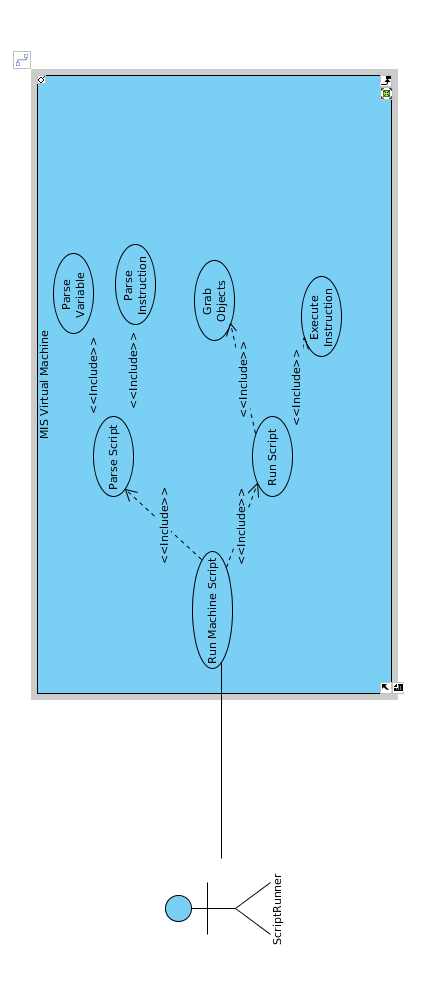 MIS Virtual Machine
Parse
Variable
Parse
Instruction
Grab
Objects
Execute
Instruction
<<Include>>
<<Include>>
<<Include>>
<<Include>>
Parse Script
Run Script
<<Include>>
<<Include>>
Run Machine Script
ScriptRunner